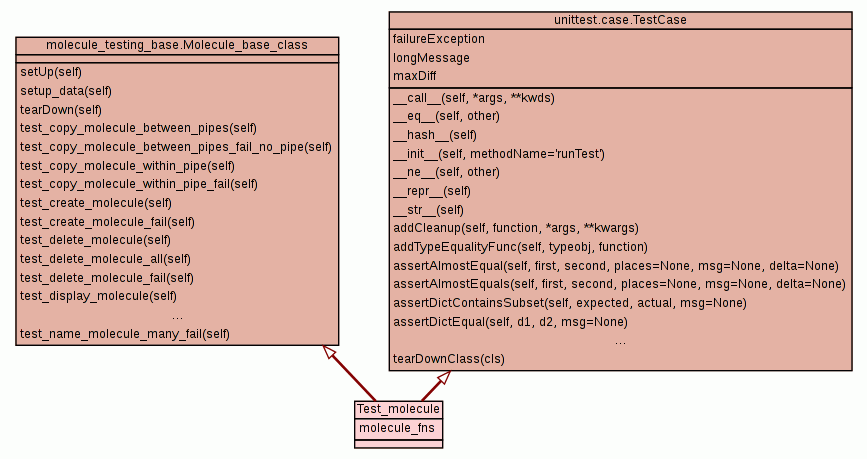 molecule_testing_base.Molecule_base_class
setUp(self)
setup_data(self)
tearDown(self)
test_copy_molecule_between_pipes(self)
test_copy_molecule_between_pipes_fail_no_pipe(self)
test_copy_molecule_within_pipe(self)
test_copy_molecule_within_pipe_fail(self)
test_create_molecule(self)
test_create_molecule_fail(self)
test_delete_molecule(self)
test_delete_molecule_all(self)
test_delete_molecule_fail(self)
test_display_molecule(self)
...
test_name_molecule_many_fail(self)
unittest.case.TestCase
failureException
longMessage
maxDiff
__call__(self, *args, **kwds)
__eq__(self, other)
__hash__(self)
__init__(self, methodName='runTest')
__ne__(self, other)
__repr__(self)
__str__(self)
addCleanup(self, function, *args, **kwargs)
addTypeEqualityFunc(self, typeobj, function)
assertAlmostEqual(self, first, second, places=None, msg=None, delta=None)
assertAlmostEquals(self, first, second, places=None, msg=None, delta=None)
assertDictContainsSubset(self, expected, actual, msg=None)
assertDictEqual(self, d1, d2, msg=None)
...
tearDownClass(cls)
Test_molecule
molecule_fns